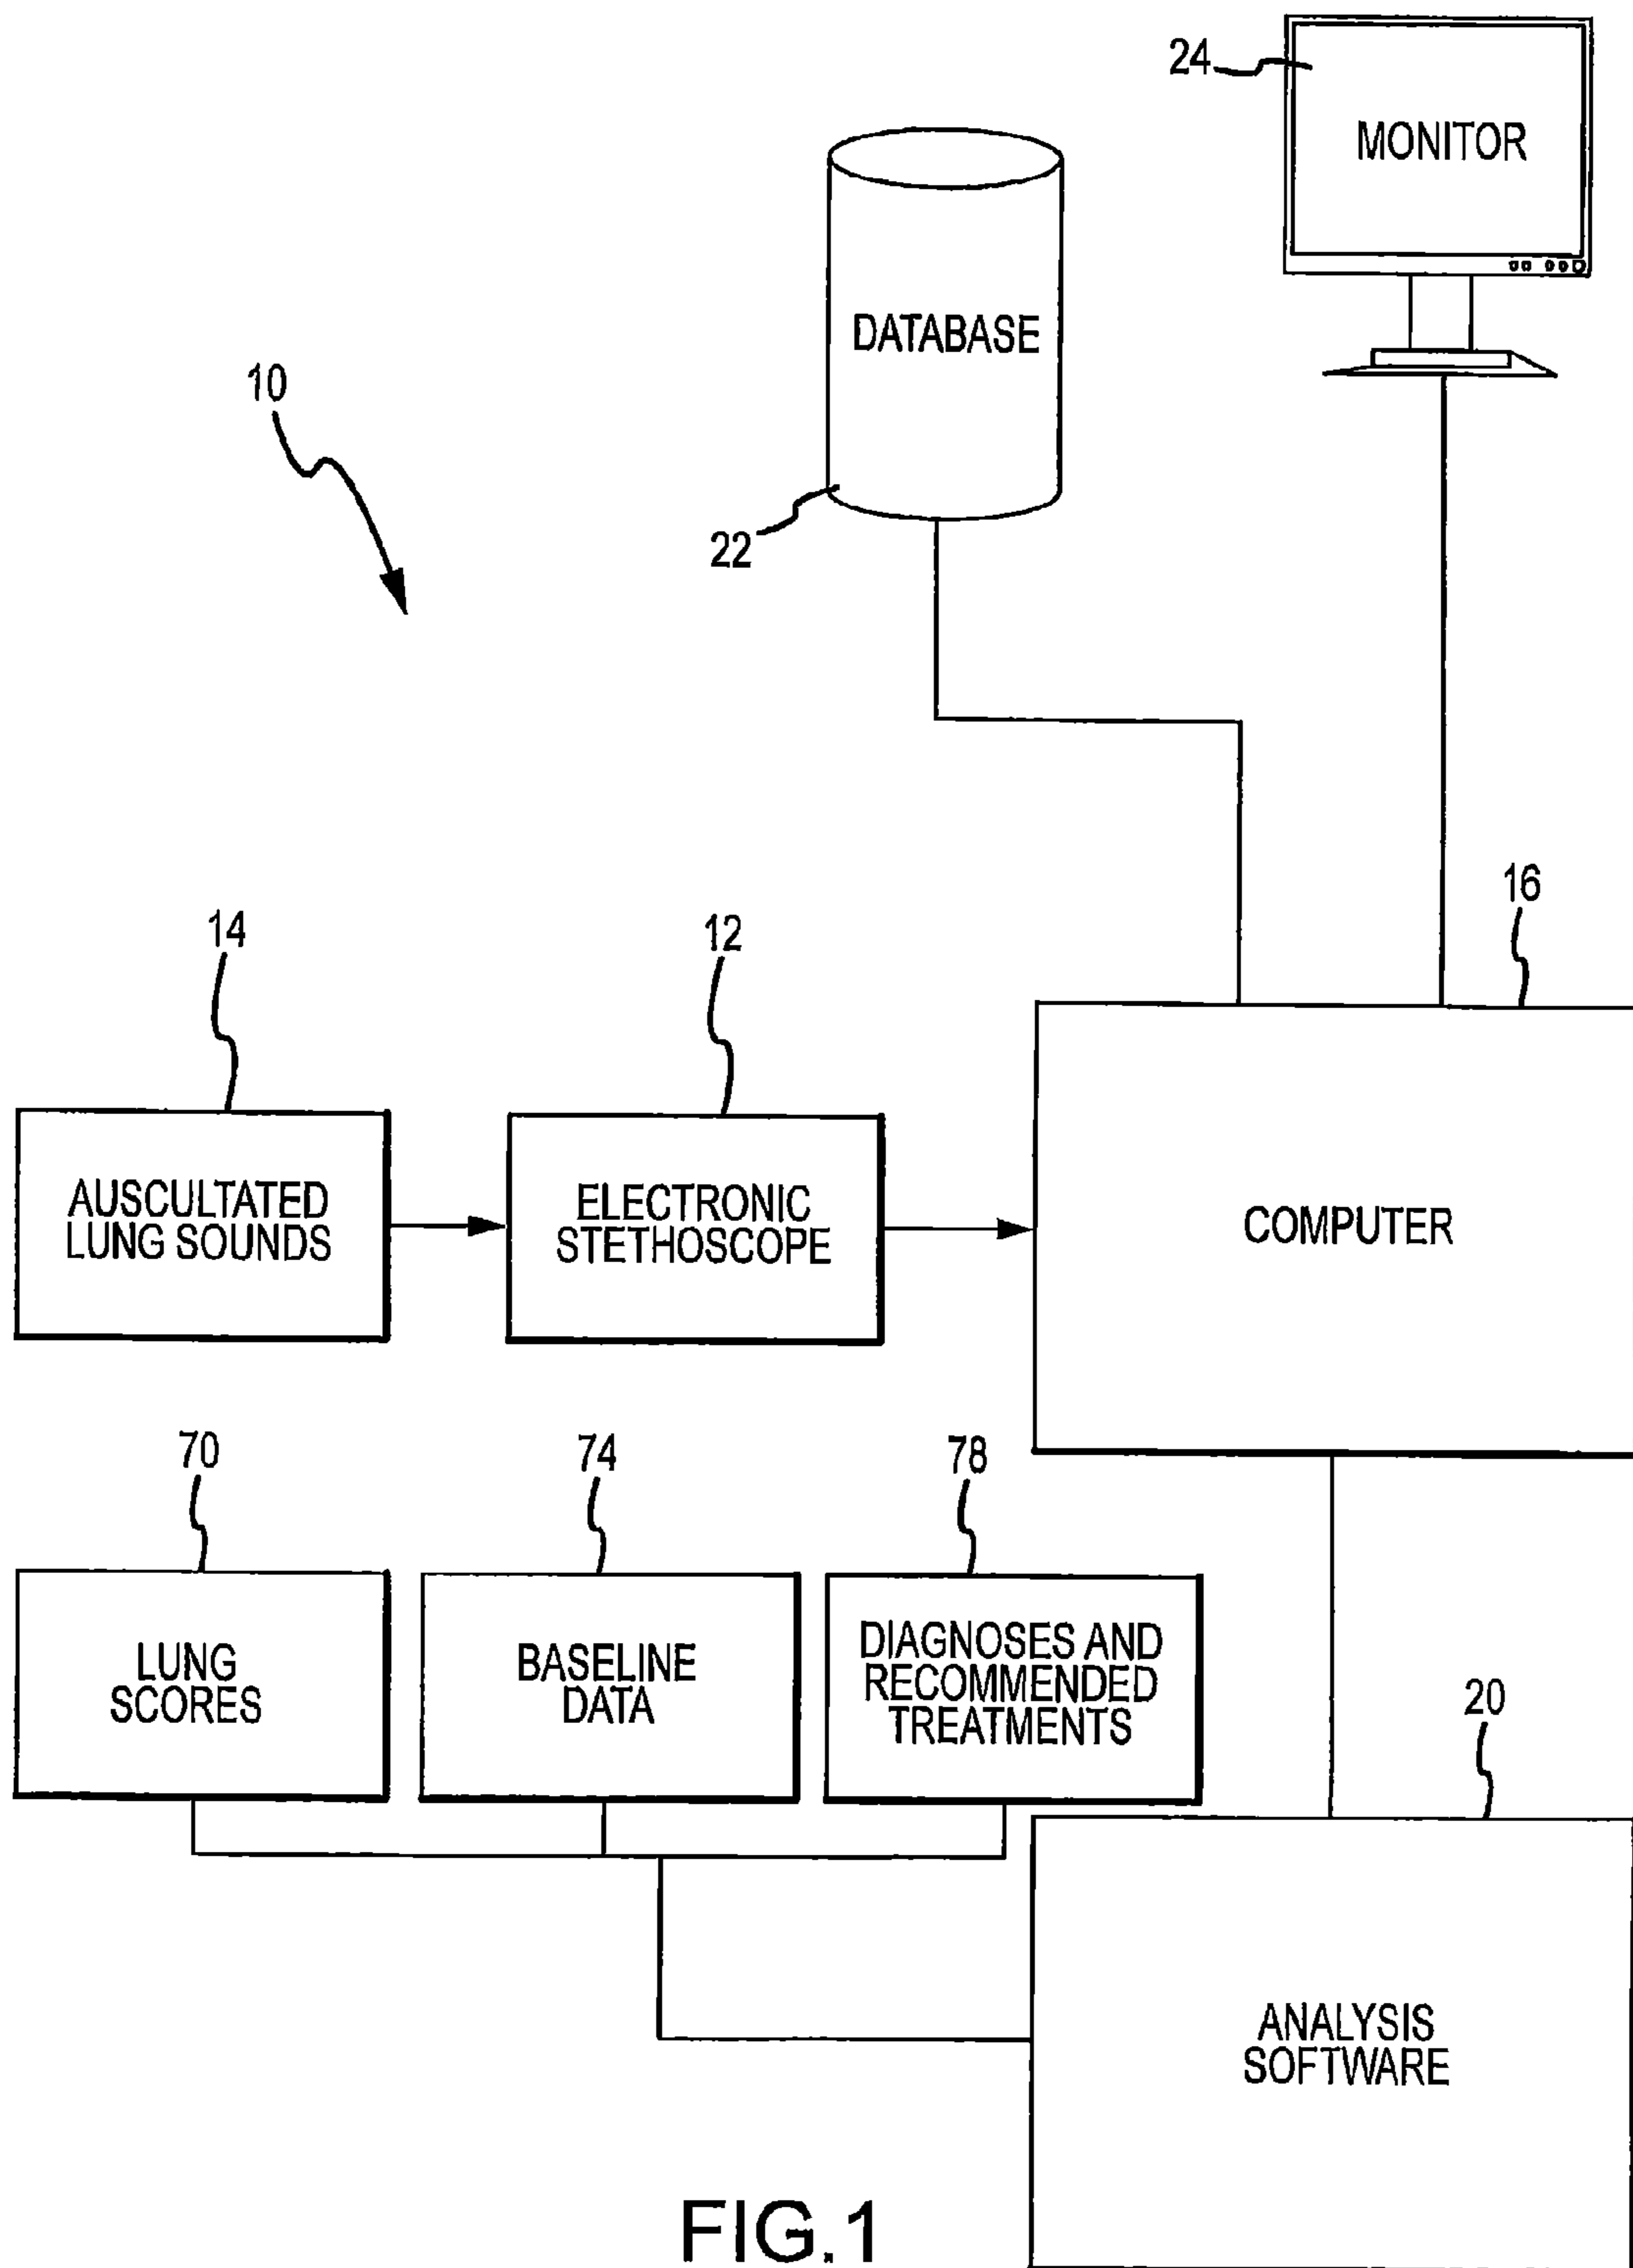 24
MONITOR
DATABASE
10
22
16
14
12
AUSCULTATED
LUNG SOUNDS
ELECTRONIC
STETHOSCOPE
COMPUTER
70
74
78
LUNG
SCORES
BASELINE
DATA
DIAGNOSES AND
RECOMMENDED
TREATMENTS
20
ANALYSIS
SOFTWARE
FIG.1